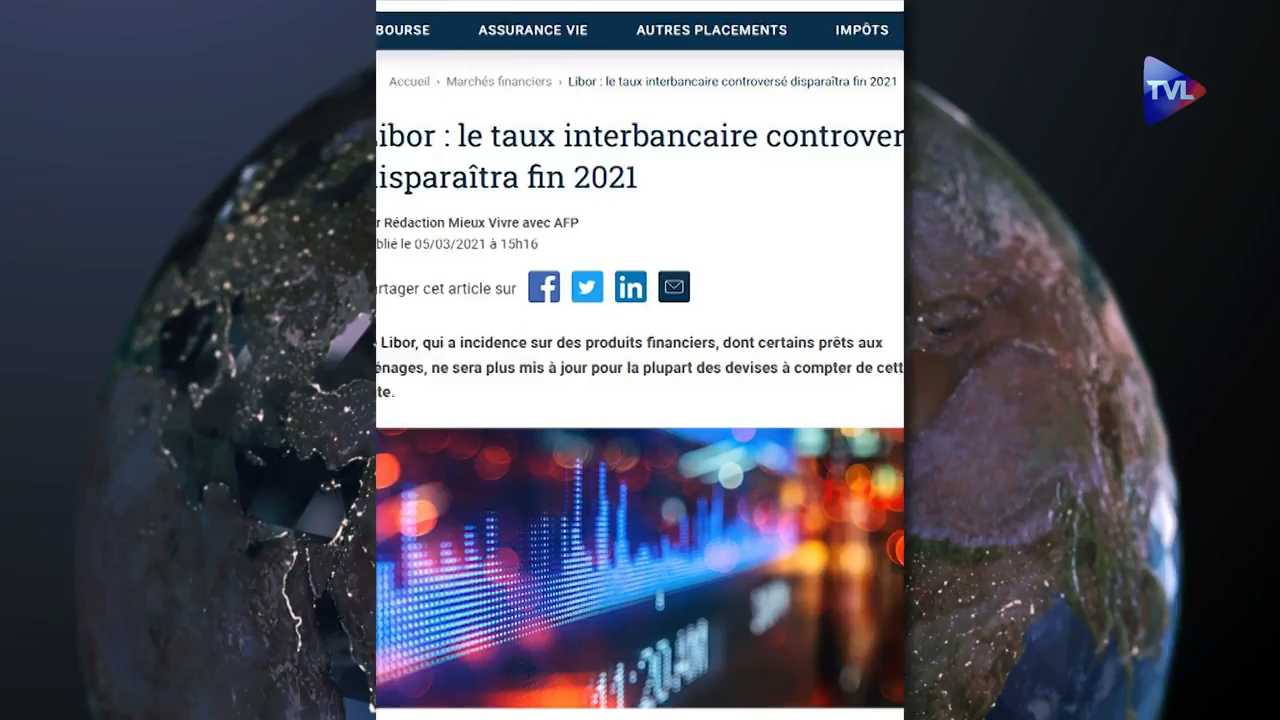 BOURSE ASSURANCE VIE AUTRES PLACEMENTS IMPÔTS
TVL
Accueil › Marchés financiers › Libor : le taux interbancaire controversé disparaîtra fin 2021
ibor : le taux interbancaire controver
isparaîtra fin 2021
r Rédaction Mieux Vivre avec AFP
blié le 05/03/2021 à 15h16
rtager cet article sur
Libor, qui a incidence sur des produits financiers, dont certains prêts aux
énages, ne sera plus mis à jour pour la plupart des devises à compter de cett
te.